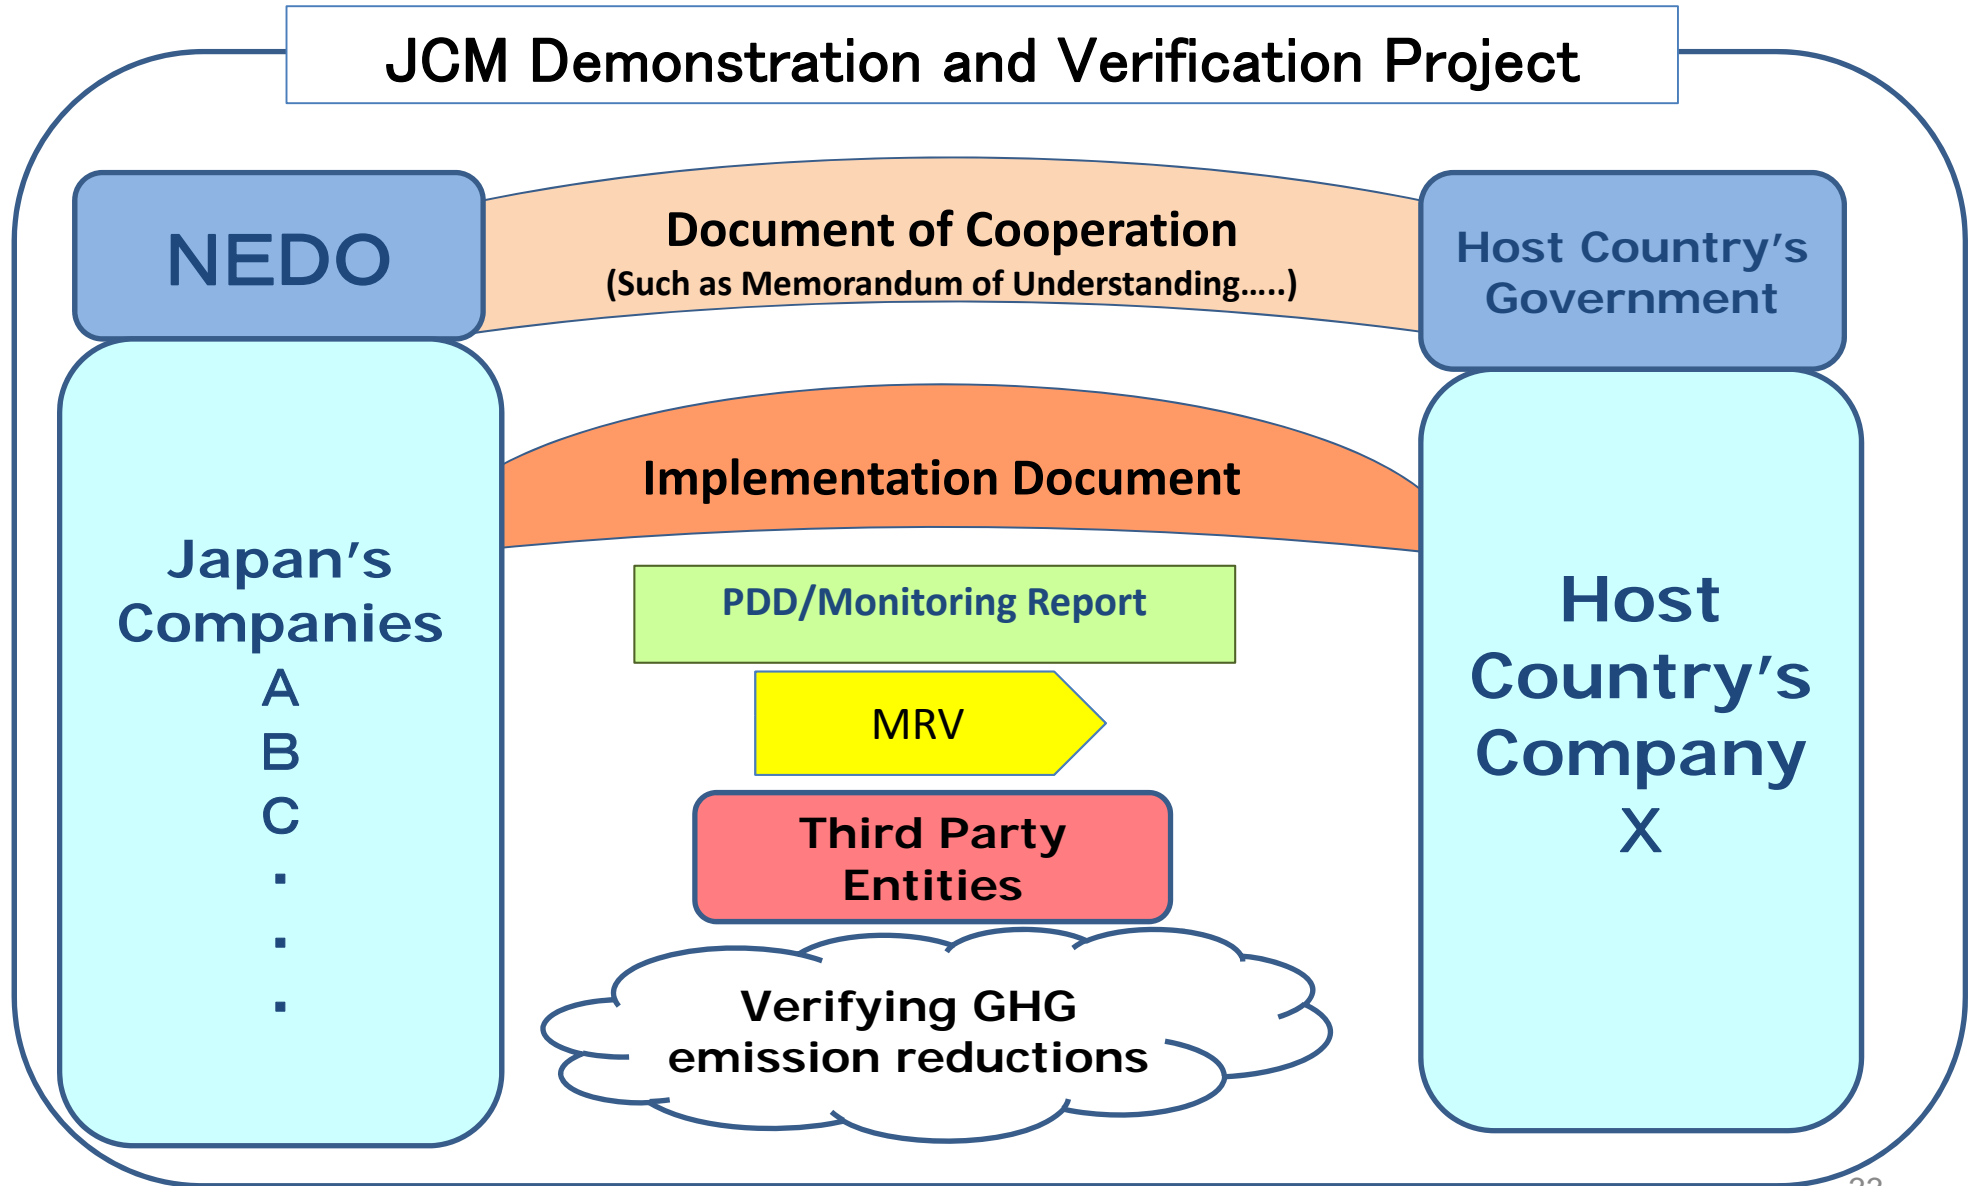 JCM Demonstration and Verification Project
NEDO
Document of Cooperation
(Such as Memorandum of Understanding.....)
Host Country's
Government
Implementation Document
Japan's
Companies
A
B
C
・
・
・
PDD/Monitoring Report
MRV
Third Party
Entities
Verifying GHG
emission reductions
Host
Country's
Company
X